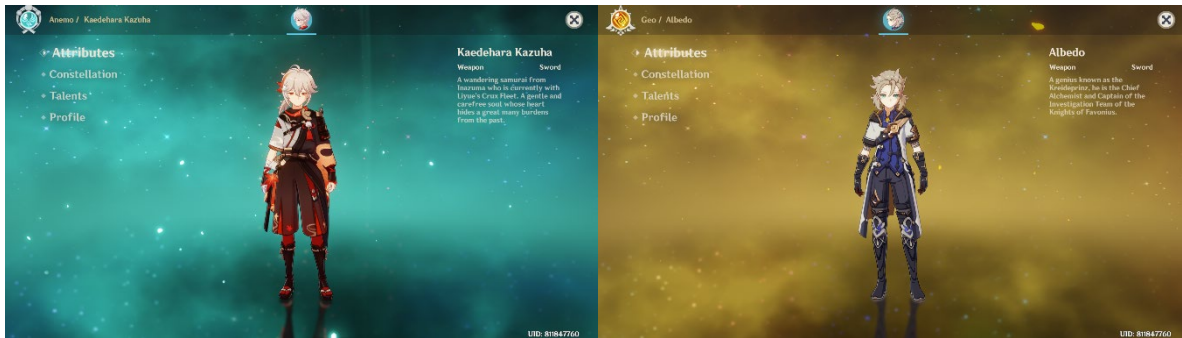 Anemo / Kaedehara Kazuha
Attributes
Constellation
Talents
Profile
Kaedehara Kazuha
Weapon Sword
A wandering samurai from
Inazuma who is currently with
Liyue's Crux Fleet. A gentle and
carefree soul whose heart
hides a great many burdens
from the past.
UID: 811847760
Geo / Albedo
Attributes
Constellation
Talents
Profile
Albedo
Weapon Sword
A genius known as the
Kreideprinz, he is the Chief
Alchemist and Captain of the
Investigation Team of the
Knights of Favonius.
UID: 811847760